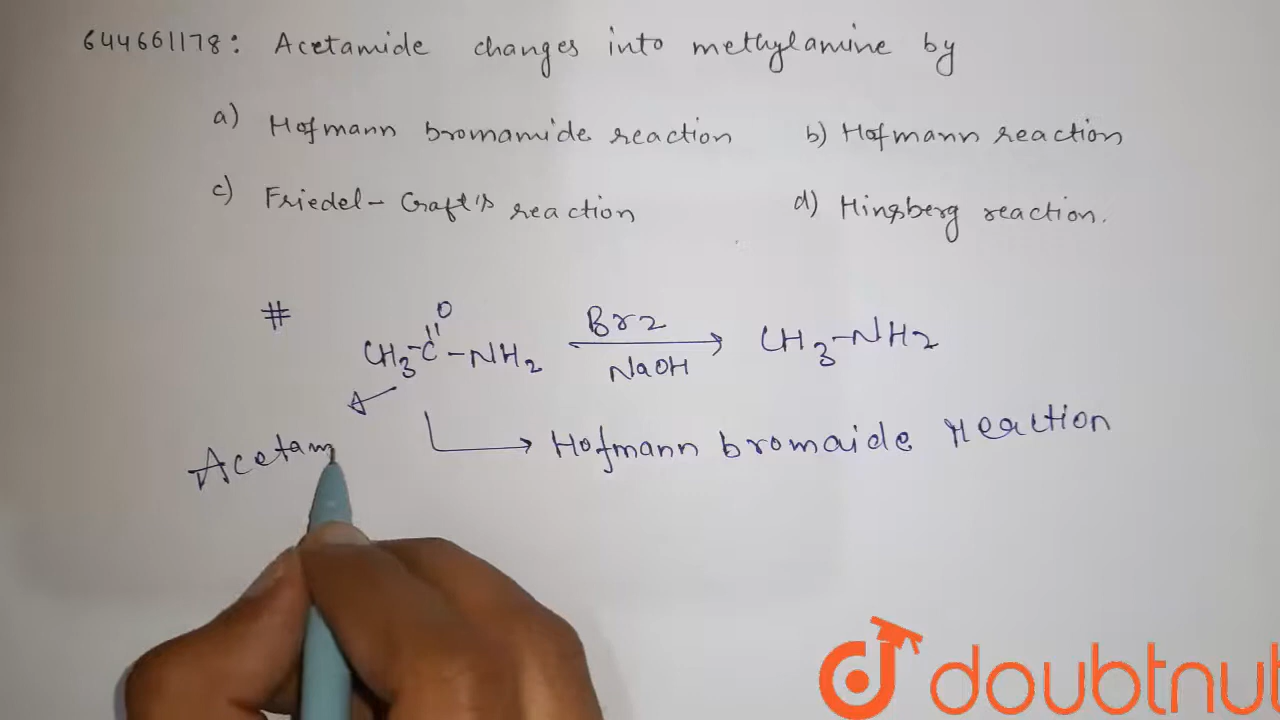 644661178: Acetamide changes into methylamine by
a) Hofmann bromamide reaction b) Hofmann reaction
c) Friedel - Craft's reaction d) Hinsberg reaction.
# O
CH3-C-NH2 Br2 NaOH CH3-NH2
Hofmann bromaide reaction
Acetam
doubtnut